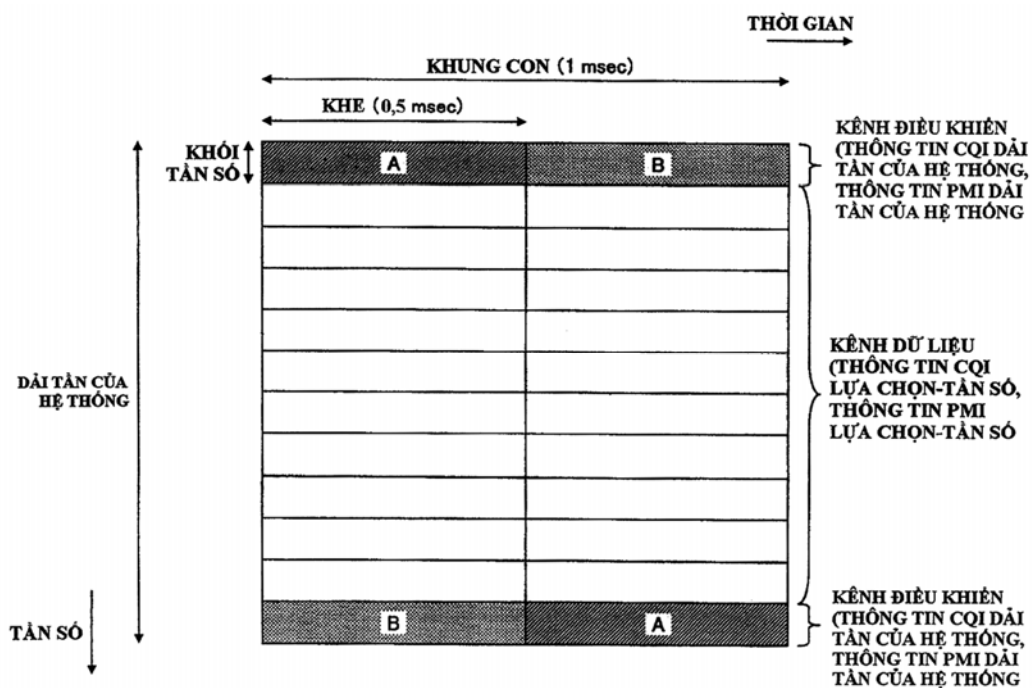 THỜI GIAN
KHUNG CON (1 msec)
KHE (0,5 msec)
KHỐI
TẦN SỐ
A
B
KÊNH ĐIỀU KHIỂN
(THÔNG TIN CQI DẢI
TẦN CỦA HỆ THỐNG,
THÔNG TIN PMI DẢI
TẦN CỦA HỆ THỐNG
DẢI TẦN CỦA
HỆ THỐNG
KÊNH DỮ LIỆU
(THÔNG TIN CQI
LỰA CHỌN-TẦN SỐ,
THÔNG TIN PMI
LỰA CHỌN-TẦN SỐ
TẦN SỐ
B
A
KÊNH ĐIỀU KHIỂN
(THÔNG TIN CQI DẢI
TẦN CỦA HỆ THỐNG,
THÔNG TIN PMI DẢI
TẦN CỦA HỆ THỐNG